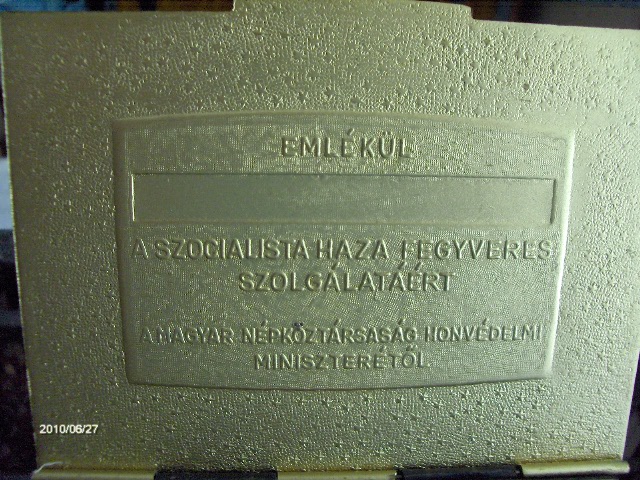 EMLÉKÜL
A SZOCIALISTA HAZA FEGYVERES
SZOLGÁLATÁÉRT
A MAGYAR NÉPKÖZTÁRSASÁG HONVÉDELMI
MINISZTERÉTŐL
2010/06/27